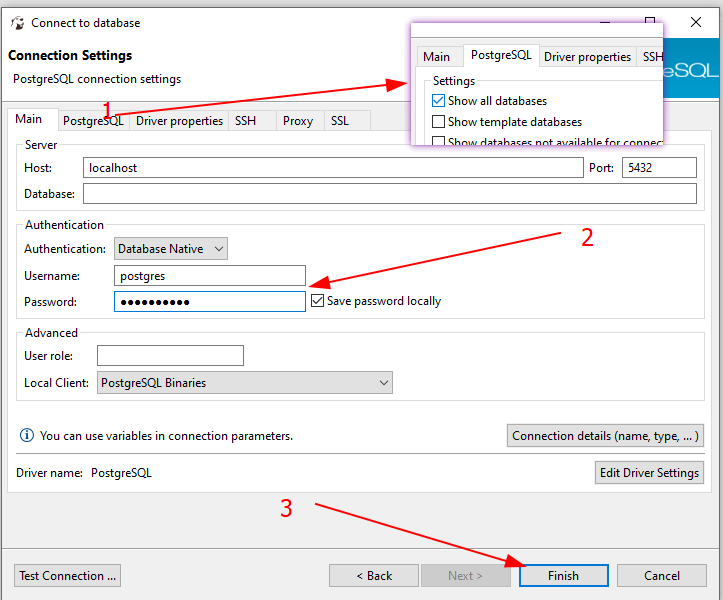 Connect to database
Connection Settings
PostgreSQL connection settings
Main PostgreSQL Driver properties SSH
Settings
Show all databases
Show template databases
Show databases not available for connec
eSQL
1
Main PostgreSQL Driver properties SSH Proxy SSL
Server
Host: localhost Port: 5432
Database:
Authentication
2
Authentication: Database Native
Username: postgres
Password: ●●●●●●●●●● Save password locally
Advanced
User role:
Local Client: PostgreSQL Binaries
You can use variables in connection parameters. Connection details (name, type, ... )
Driver name: PostgreSQL Edit Driver Settings
3
Test Connection ... < Back Next > Finish Cancel